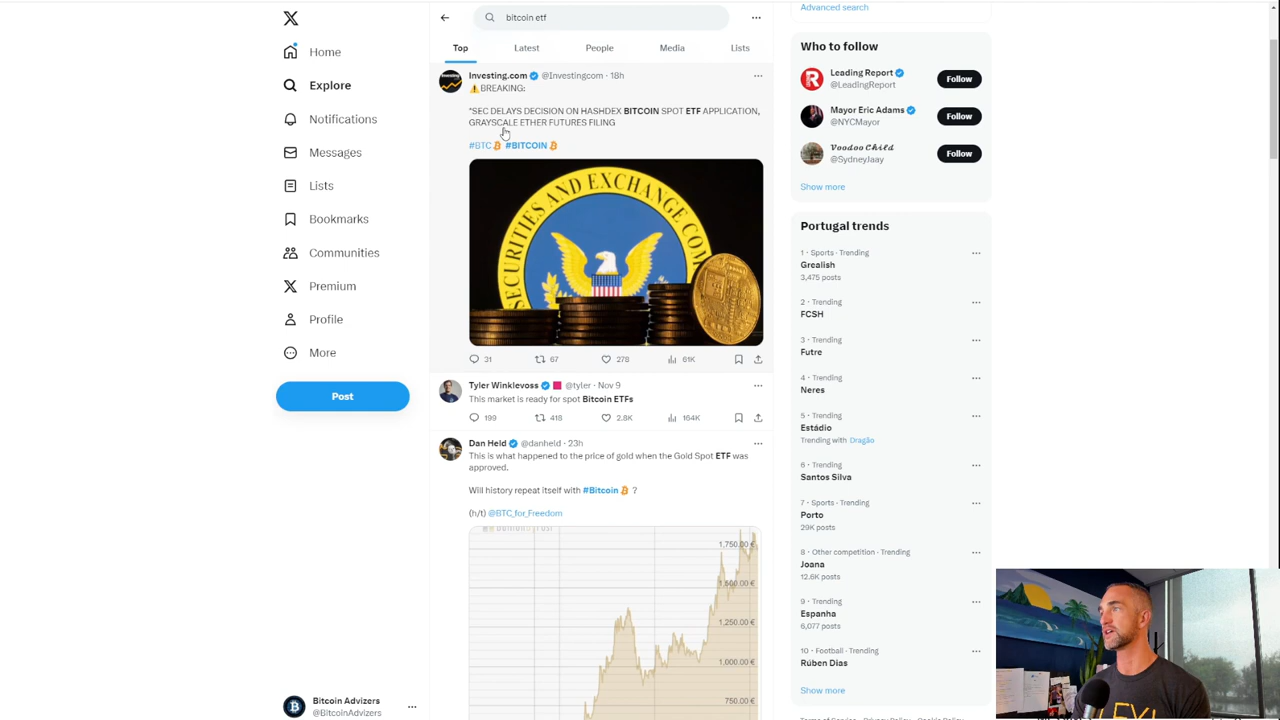 bitcoin etf
Advanced search
Top
Latest
People
Media
Lists
Home
Explore
Notifications
Messages
Lists
Bookmarks
Communities
Premium
Profile
More
Post
Bitcoin Advizers
@BitcoinAdvizers
Investing.com @Investingcom · 18h
⚠️BREAKING:
*SEC DELAYS DECISION ON HASHDEX BITCOIN SPOT ETF APPLICATION,
GRAYSCALE ETHER FUTURES FILING
#BTC #BITCOIN
SECURITIES AND EXCHANGE COM
31 67 278 61K
Tyler Winklevoss @tyler · Nov 9
This market is ready for spot Bitcoin ETFs
199 418 2.8K 164K
Dan Held @danheld · 23h
This is what happened to the price of gold when the Gold Spot ETF was
approved.
Will history repeat itself with #Bitcoin ?
(h/t) @BTC_for_Freedom
1,750.00 €
1,500.00 €
1,250.00 €
1,000.00 €
750.00
Who to follow
Leading Report
@LeadingReport
Follow
Mayor Eric Adams
@NYCMayor
Follow
𝓥𝓸𝓸𝓭𝓸𝓸 𝓒𝓱𝓲𝓵𝓭
@SydneyJaay
Follow
Show more
Portugal trends
1 · Sports · Trending
Grealish
3,475 posts
2 · Trending
FCSH
3 · Trending
Futre
4 · Trending
Neres
5 · Trending
Estádio
Trending with Dragão
6 · Trending
Santos Silva
7 · Sports · Trending
Porto
29K posts
8 · Other competition · Trending
Joana
12.6K posts
9 · Trending
Espanha
6,077 posts
10 · Football · Trending
Rúben Dias
Show more